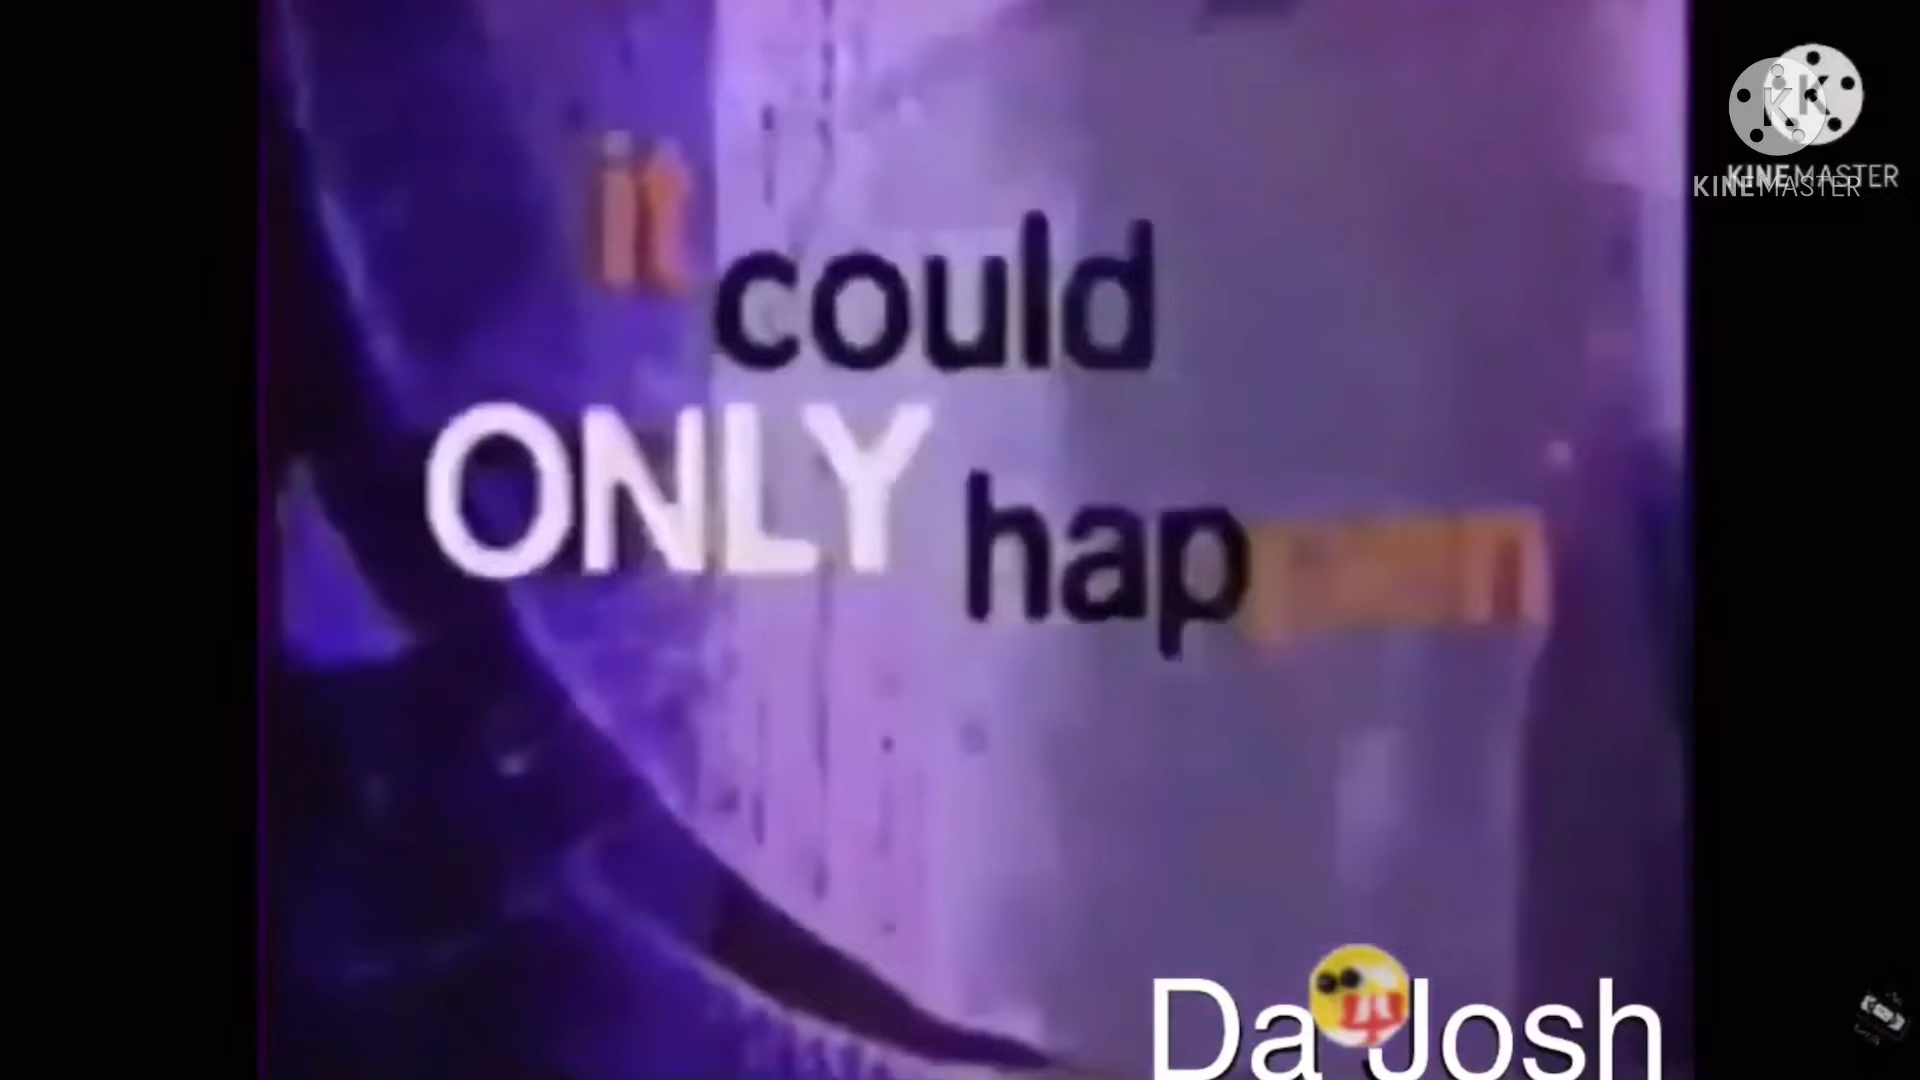 it
could
ONLY happen
Da Josh
K
KINEMASTER
K
KINEMASTER